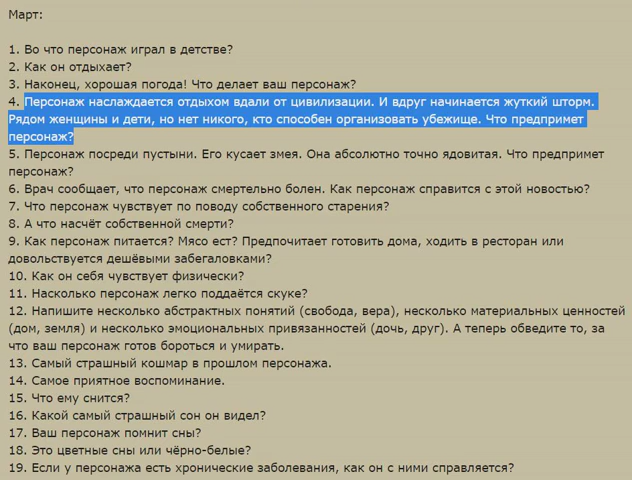 Март:
1. Во что персонаж играл в детстве?
2. Как он отдыхает?
3. Наконец, хорошая погода! Что делает ваш персонаж?
4. Персонаж наслаждается отдыхом вдали от цивилизации. И вдруг начинается жуткий шторм.
Рядом женщины и дети, но нет никого, кто способен организовать убежище. Что предпримет
персонаж?
5. Персонаж посреди пустыни. Его кусает змея. Она абсолютно точно ядовитая. Что предпримет
персонаж?
6. Врач сообщает, что персонаж смертельно болен. Как персонаж справится с этой новостью?
7. Что персонаж чувствует по поводу собственного старения?
8. А что насчёт собственной смерти?
9. Как персонаж питается? Мясо ест? Предпочитает готовить дома, ходить в ресторан или
довольствуется дешёвыми забегаловками?
10. Как он себя чувствует физически?
11. Насколько персонаж легко поддаётся скуке?
12. Напишите несколько абстрактных понятий (свобода, вера), несколько материальных ценностей
(дом, земля) и несколько эмоциональных привязанностей (дочь, друг). А теперь обведите то, за
что ваш персонаж готов бороться и умирать.
13. Самый страшный кошмар в прошлом персонажа.
14. Самое приятное воспоминание.
15. Что ему снится?
16. Какой самый страшный сон он видел?
17. Ваш персонаж помнит сны?
18. Это цветные сны или чёрно-белые?
19. Если у персонажа есть хронические заболевания, как он с ними справляется?